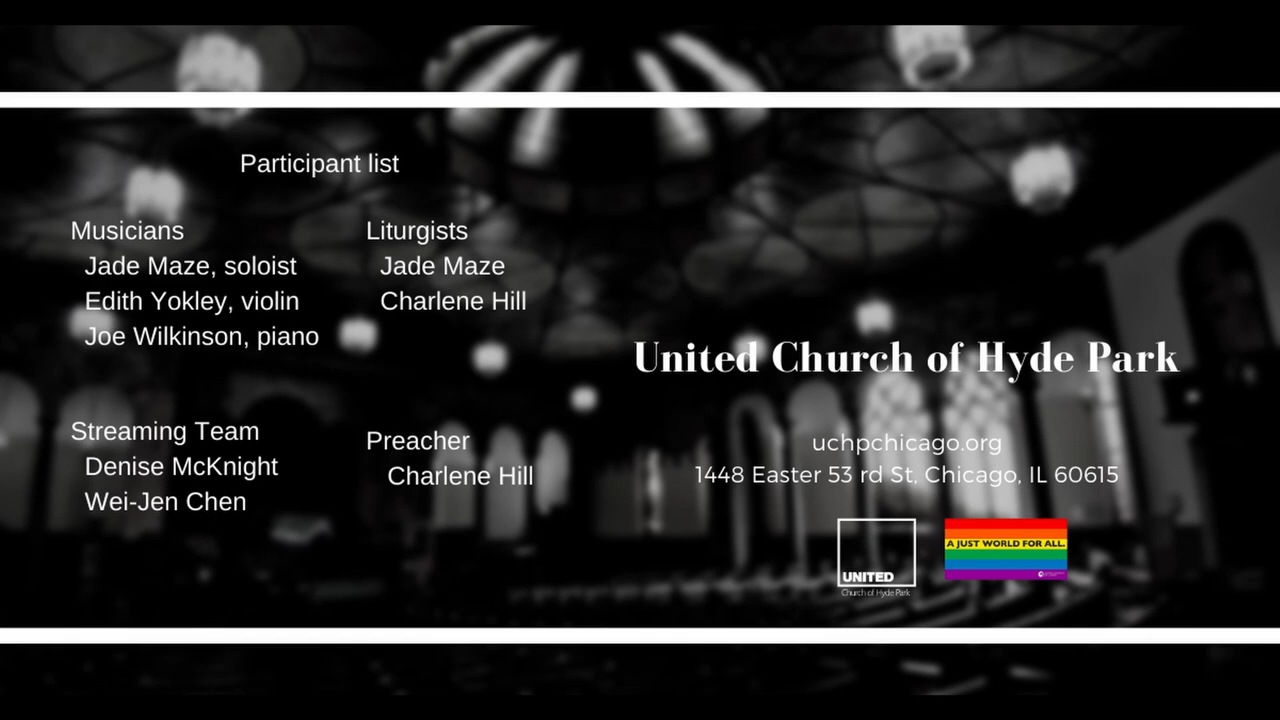 Participant list
Musicians
Jade Maze, soloist
Edith Yokley, violin
Joe Wilkinson, piano
Liturgists
Jade Maze
Charlene Hill
Streaming Team
Denise McKnight
Wei-Jen Chen
Preacher
Charlene Hill
United Church of Hyde Park
uchpchicago.org
1448 Easter 53 rd St, Chicago, IL 60615
UNITED
Church of Hyde Park
A JUST WORLD FOR ALL.